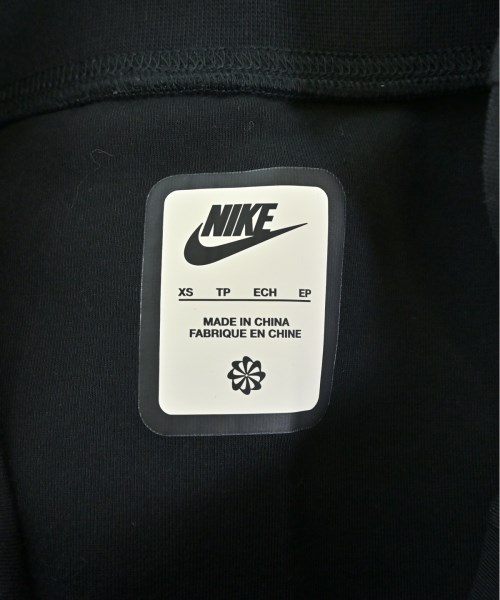 NIKE
XS TP ECH EP
MADE IN CHINA
FABRIQUE EN CHINE